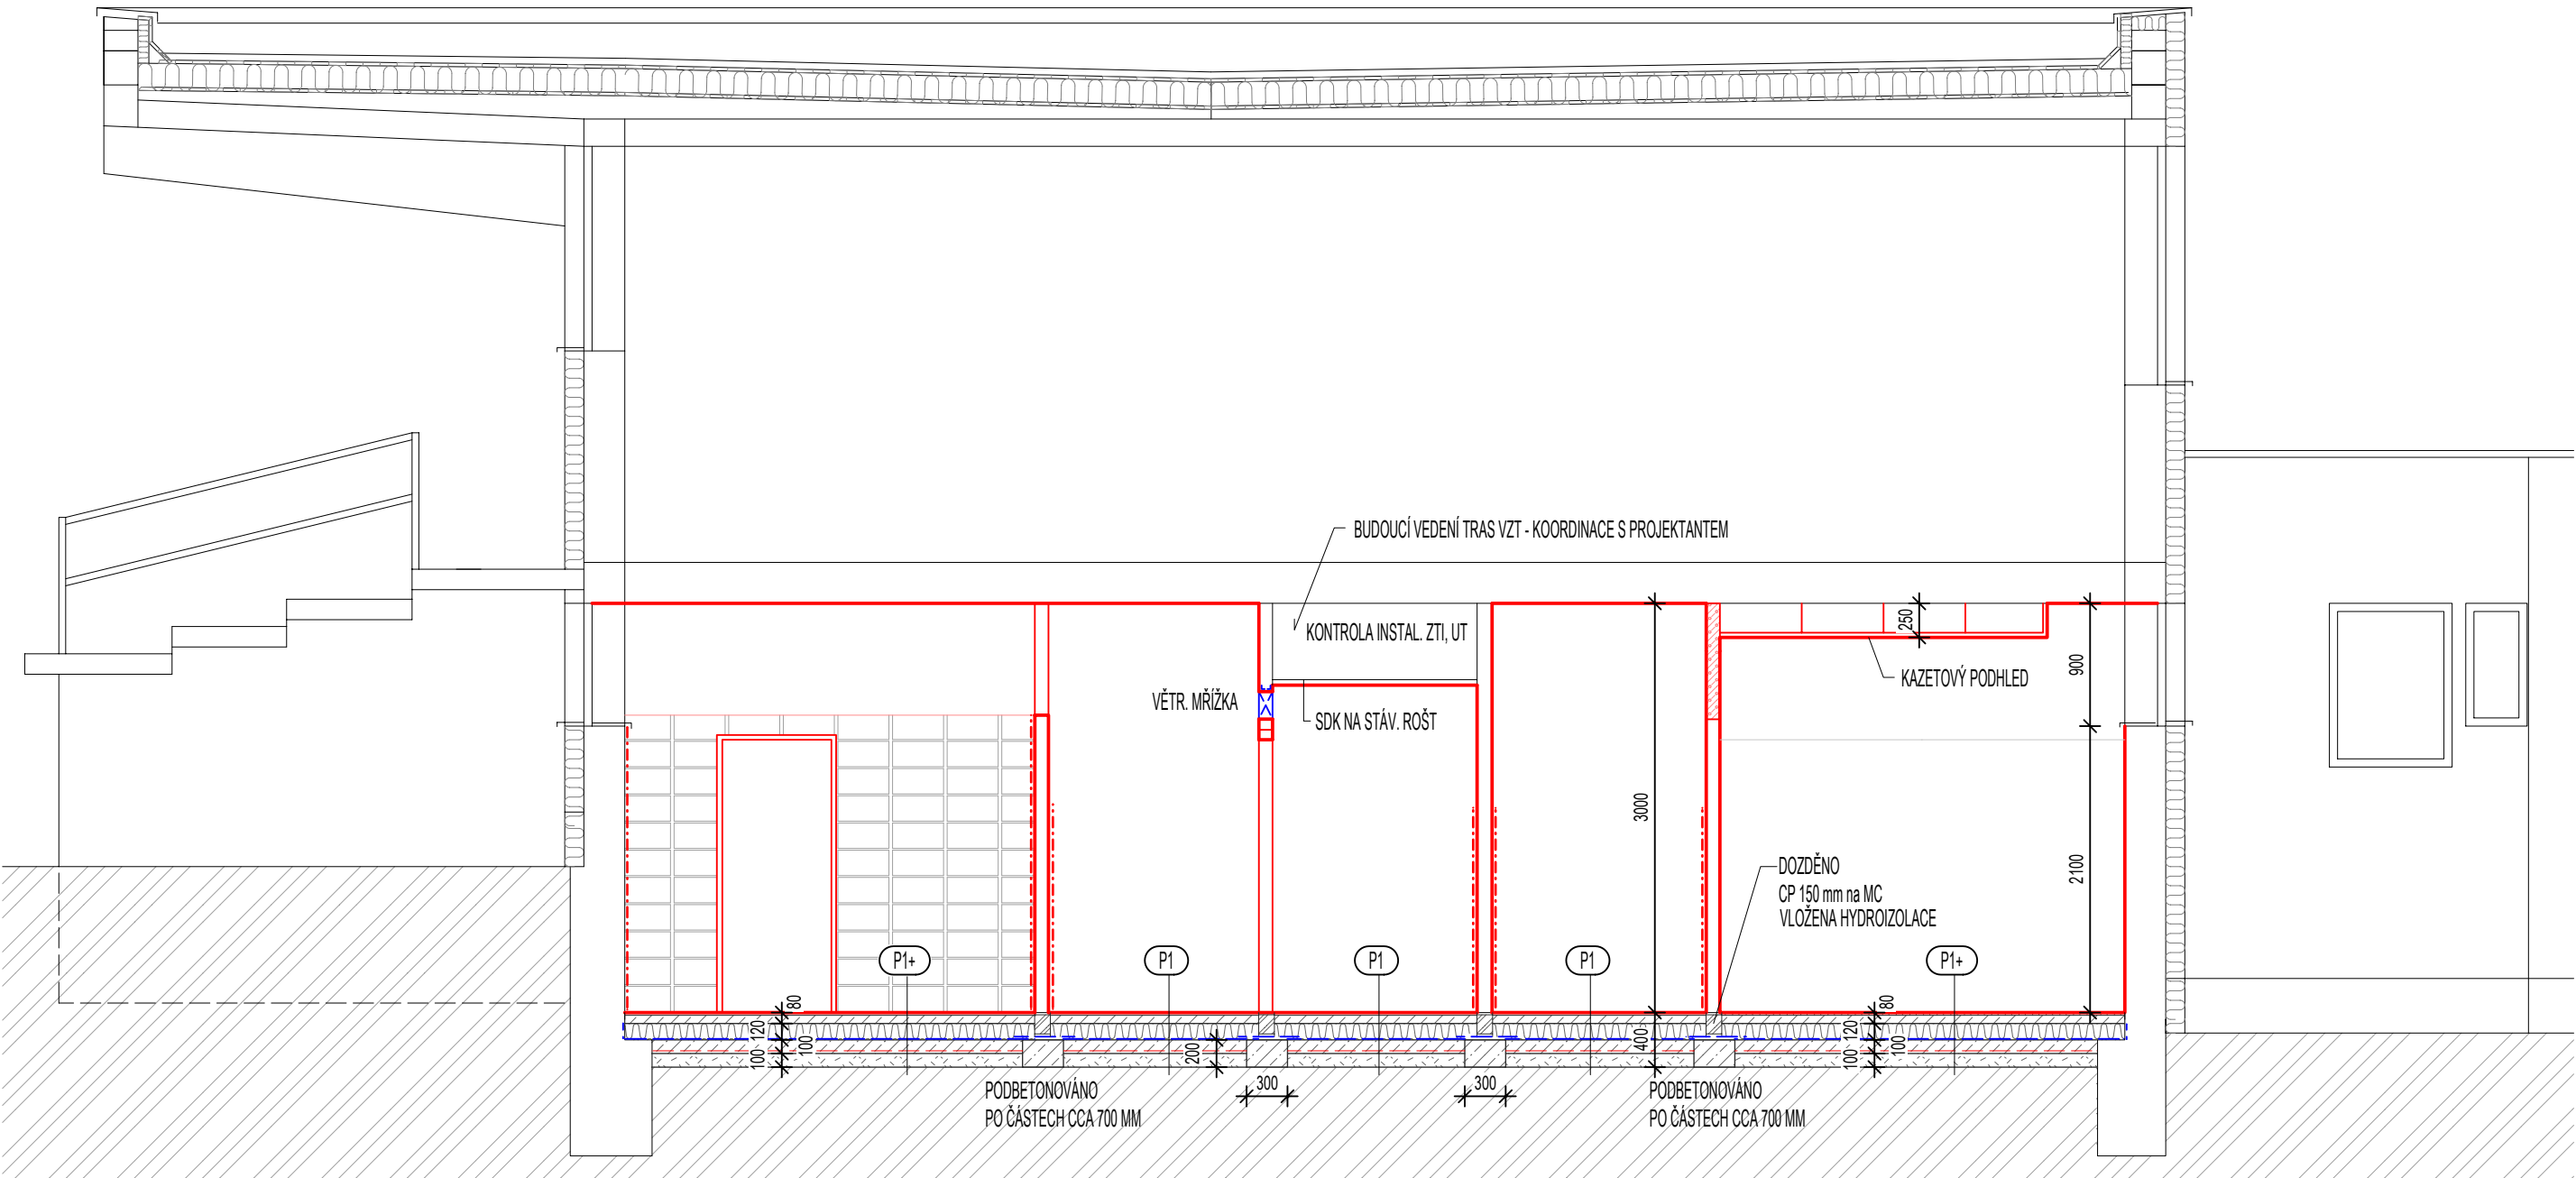 BUDOUCÍ VEDENÍ TRAS VZT - KOORDINACE S PROJEKTANTEM
KONTROLA INSTAL. ZTI, UT
250
900
KAZETOVÝ PODHLED
VĚTR. MŘÍŽKA
SDK NA STÁV. ROŠT
3000
2100
DOZDĚNO
CP 150 mm na MC
VLOŽENA HYDROIZOLACE
P1+
P1
P1
P1
P1+
80
120
100
100
200
400
80
120
100
100
300
300
PODBETONOVÁNO
PO ČÁSTECH CCA 700 MM
PODBETONOVÁNO
PO ČÁSTECH CCA 700 MM